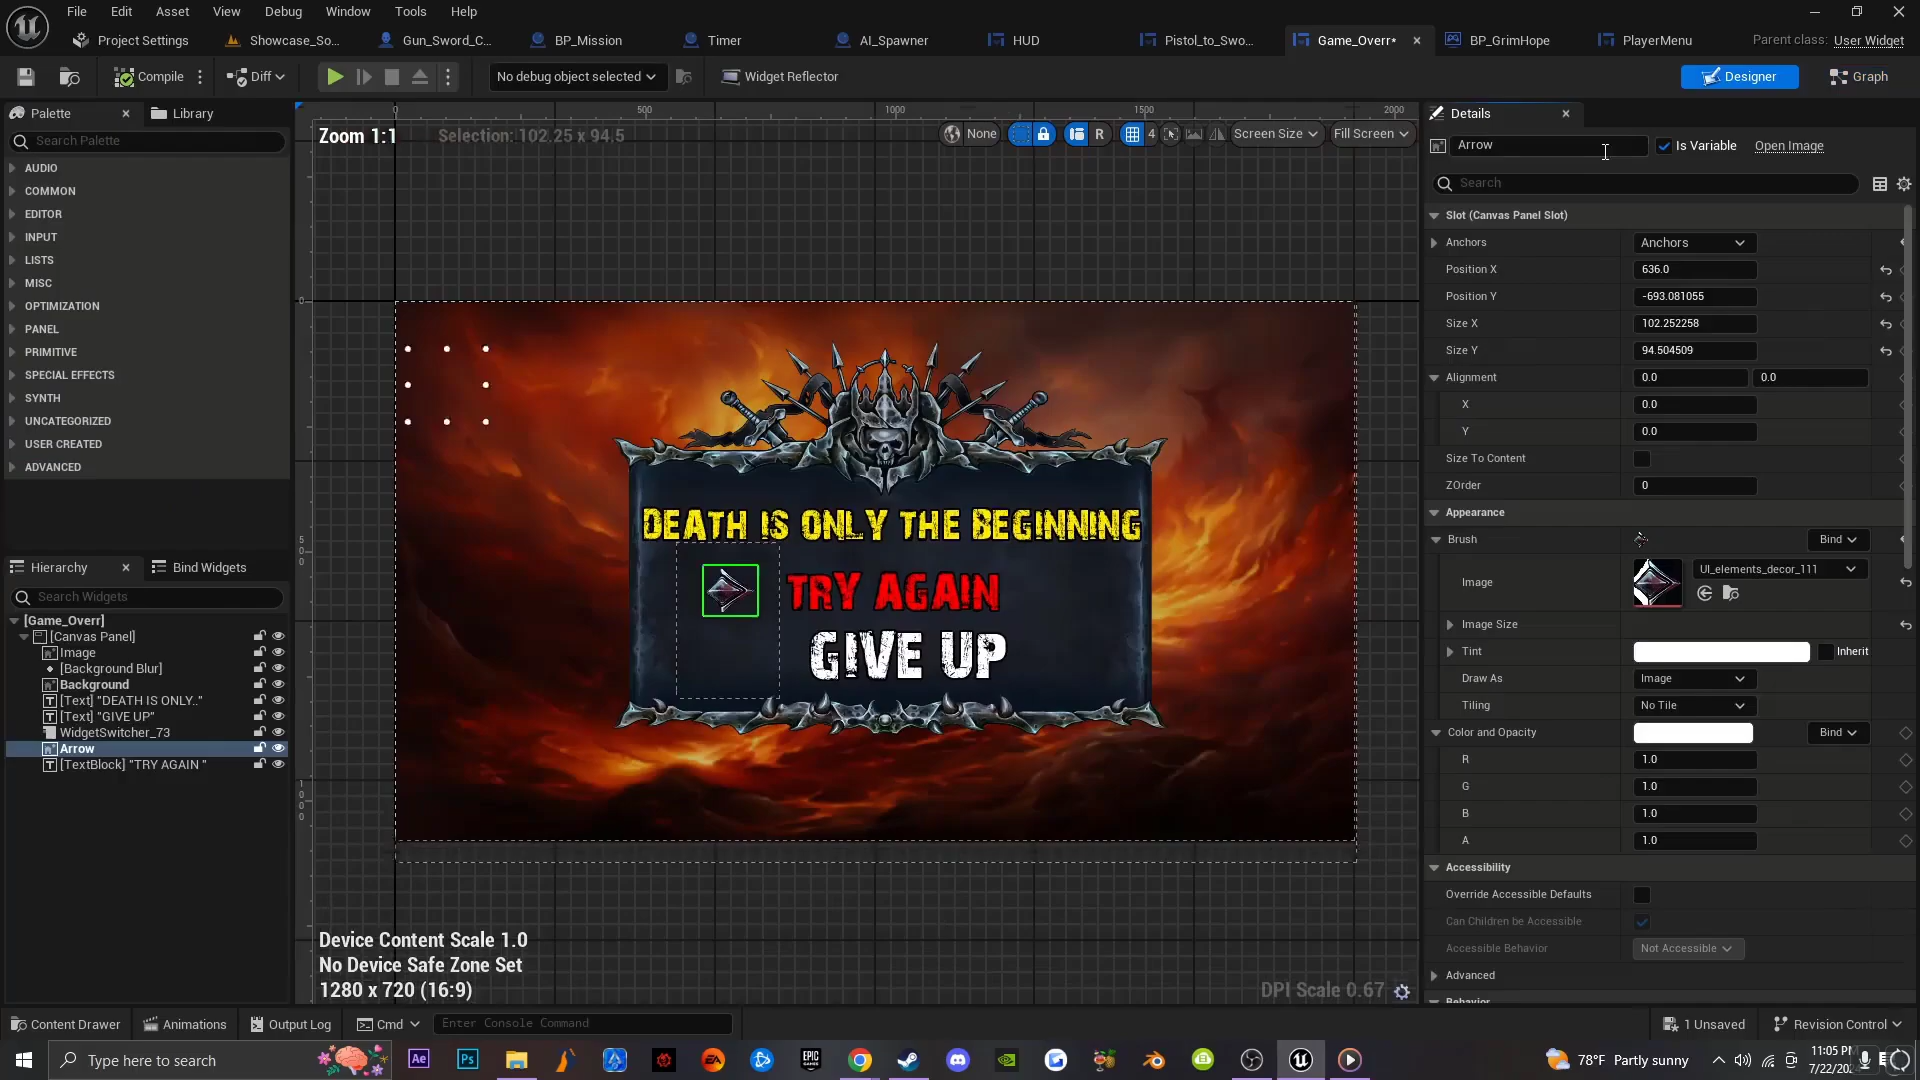 File Edit Asset View Debug Window Tools Help
Project Settings Showcase_So... Gun_Sword_C... BP_Mission Timer AI_Spawner HUD Pistol_to_Swo... Game_Overr* BP_GrimHope PlayerMenu Parent class: User Widget
Compile Diff No debug object selected Widget Reflector Designer Graph
Palette Library
Search Palette
AUDIO
COMMON
EDITOR
INPUT
LISTS
MISC
OPTIMIZATION
PANEL
PRIMITIVE
SPECIAL EFFECTS
SYNTH
UNCATEGORIZED
USER CREATED
ADVANCED
Hierarchy Bind Widgets
Search Widgets
[Game_Overr]
[Canvas Panel]
Image
[Background Blur]
Background
[Text] "DEATH IS ONLY.."
[Text] "GIVE UP"
WidgetSwitcher_73
Arrow
[TextBlock] "TRY AGAIN "
0 500 1000 1500 2000
Zoom 1:1 Selection: 102.25 x 94.5 None R 4 Screen Size Fill Screen
0
500
1000
DEATH IS ONLY THE BEGINNING
TRY AGAIN
GIVE UP
Device Content Scale 1.0
No Device Safe Zone Set
1280 x 720 (16:9)
DPI Scale 0.67
Details
Arrow Is Variable Open Image
Search
Slot (Canvas Panel Slot)
Anchors Anchors
Position X 636.0
Position Y -693.081055
Size X 102.252258
Size Y 94.504509
Alignment 0.0 0.0
X 0.0
Y 0.0
Size To Content
ZOrder 0
Appearance
Brush Bind
Image UI_elements_decor_111
Image Size
Tint Inherit
Draw As Image
Tiling No Tile
Color and Opacity Bind
R 1.0
G 1.0
B 1.0
A 1.0
Accessibility
Override Accessible Defaults
Can Children be Accessible
Accessible Behavior Not Accessible
Advanced
Behavior
Content Drawer Animations Output Log Cmd Enter Console Command 1 Unsaved Revision Control
Type here to search Ae Ps 78°F Partly sunny 11:05 PM